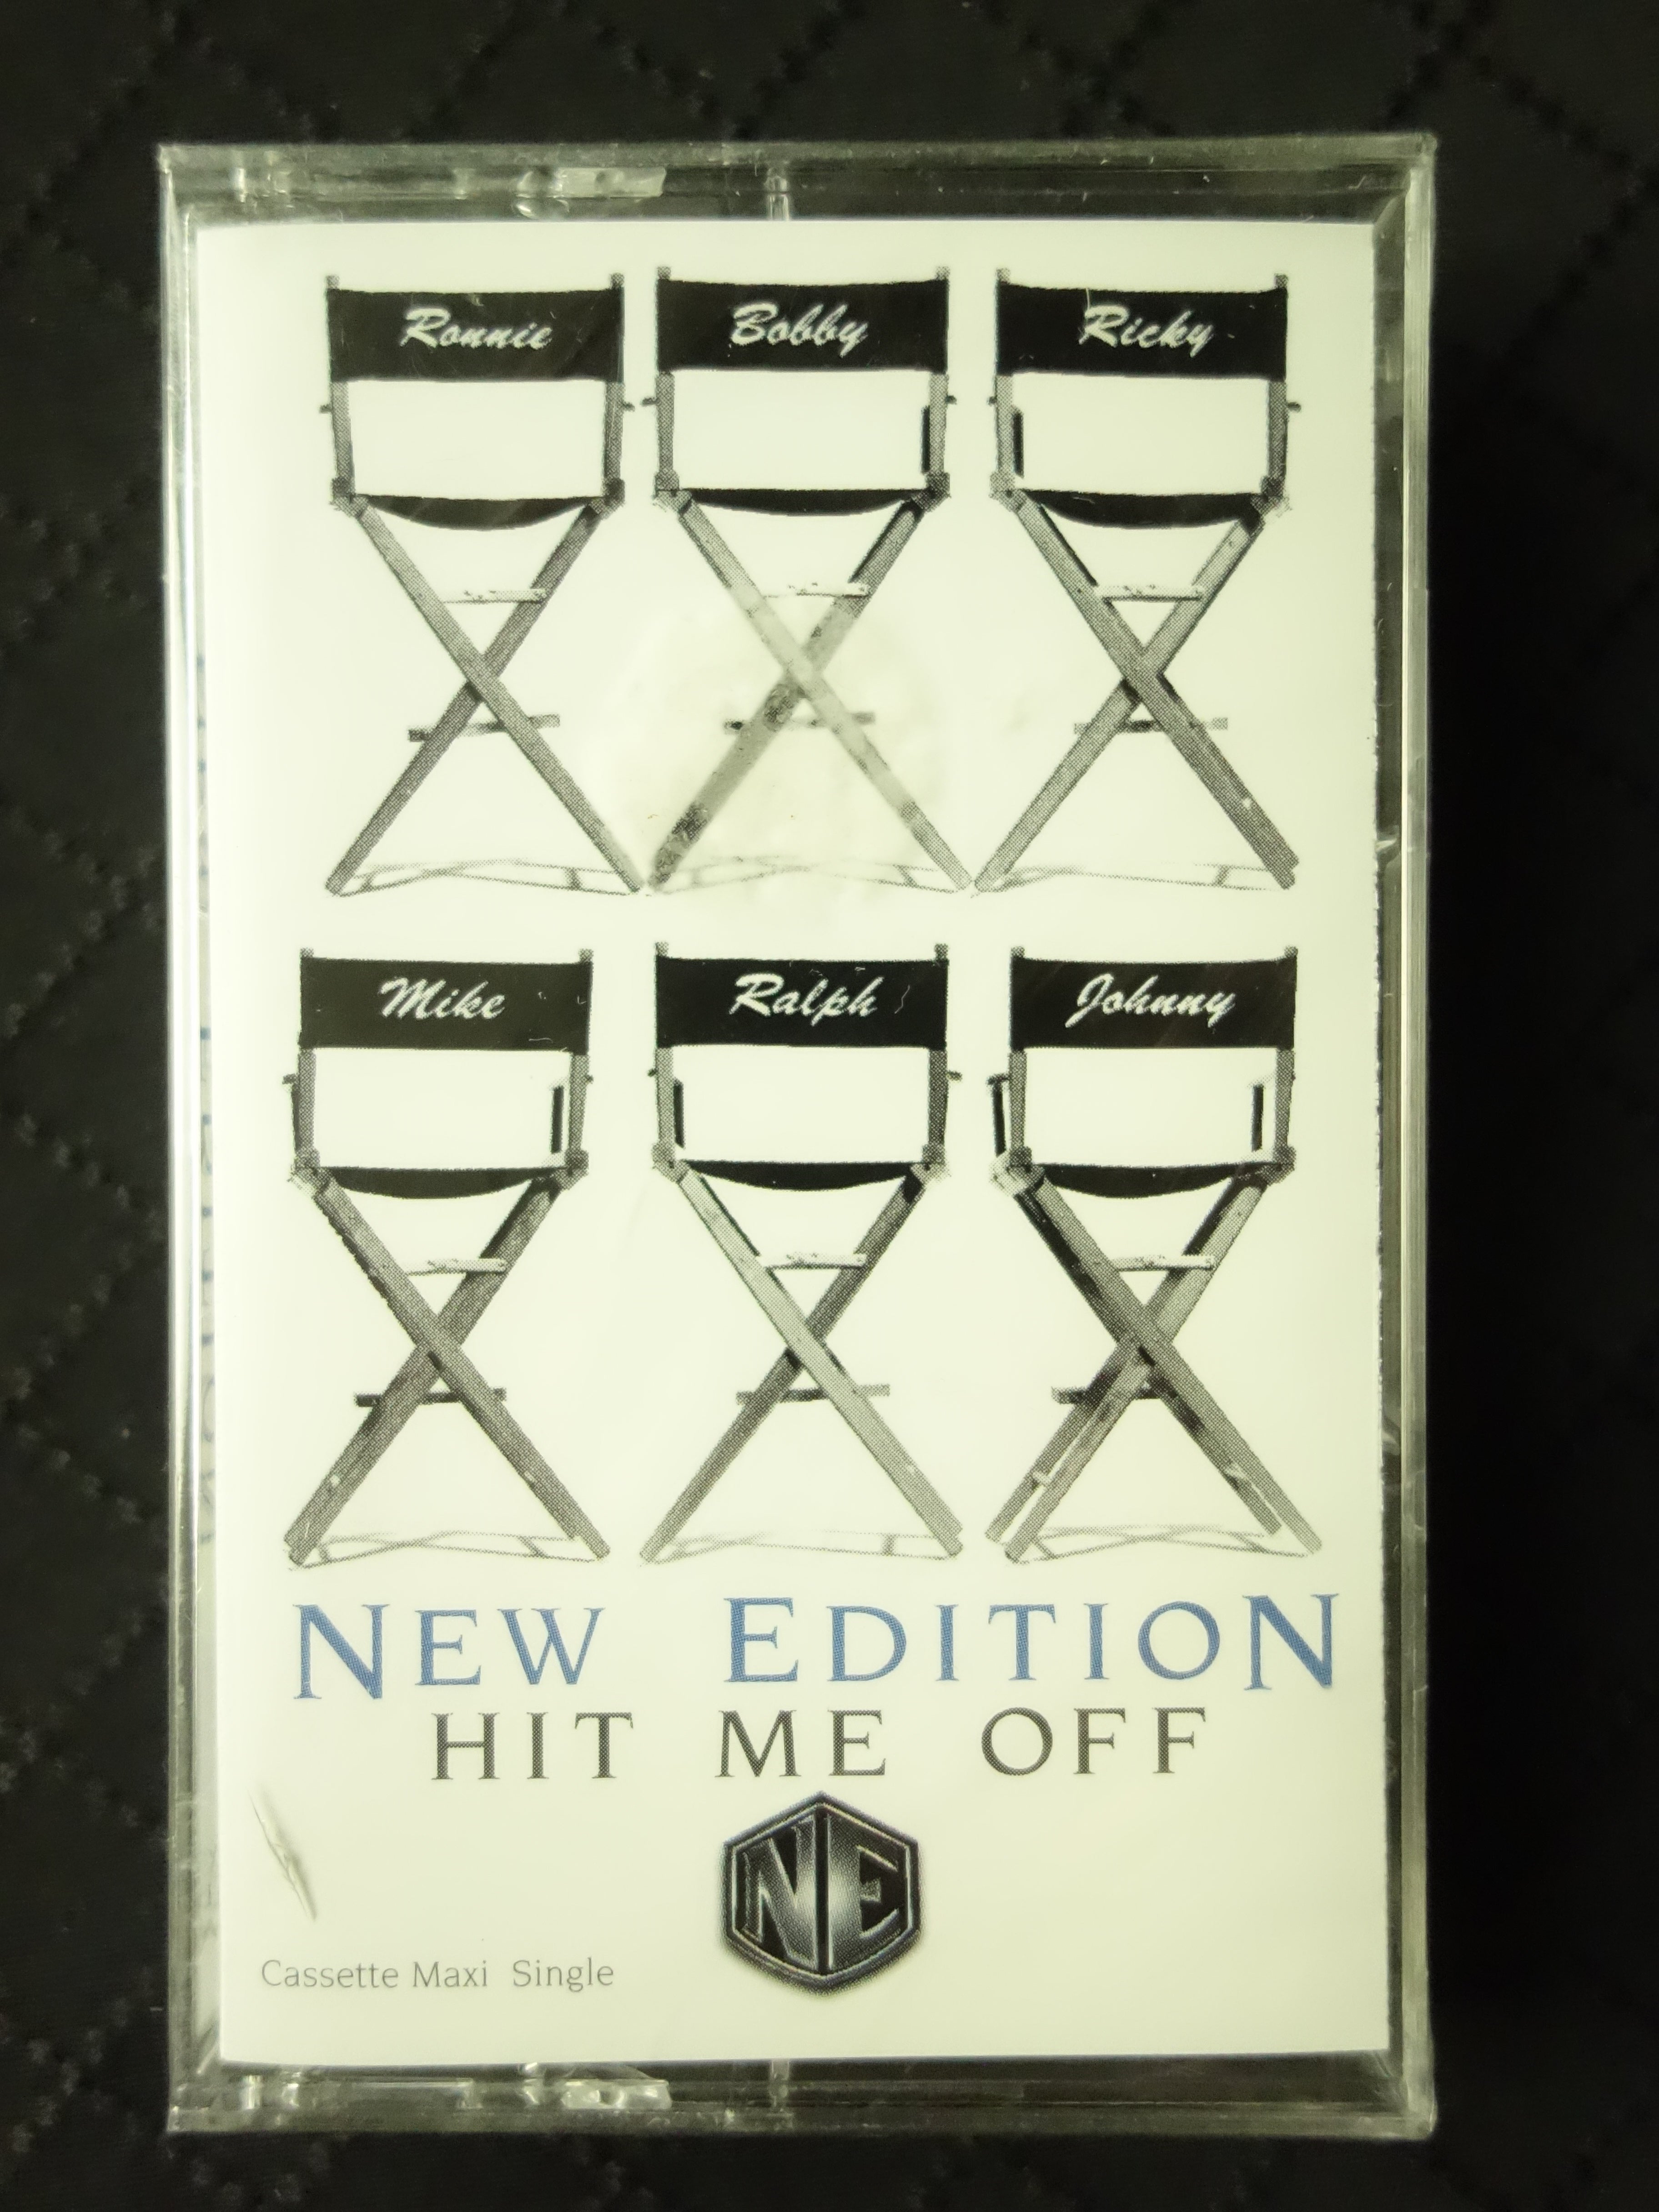 Ronnie
Bobby
Ricky
Mike
Ralph
Johnny
NEW EDITION
HIT ME OFF
NE
Cassette Maxi Single